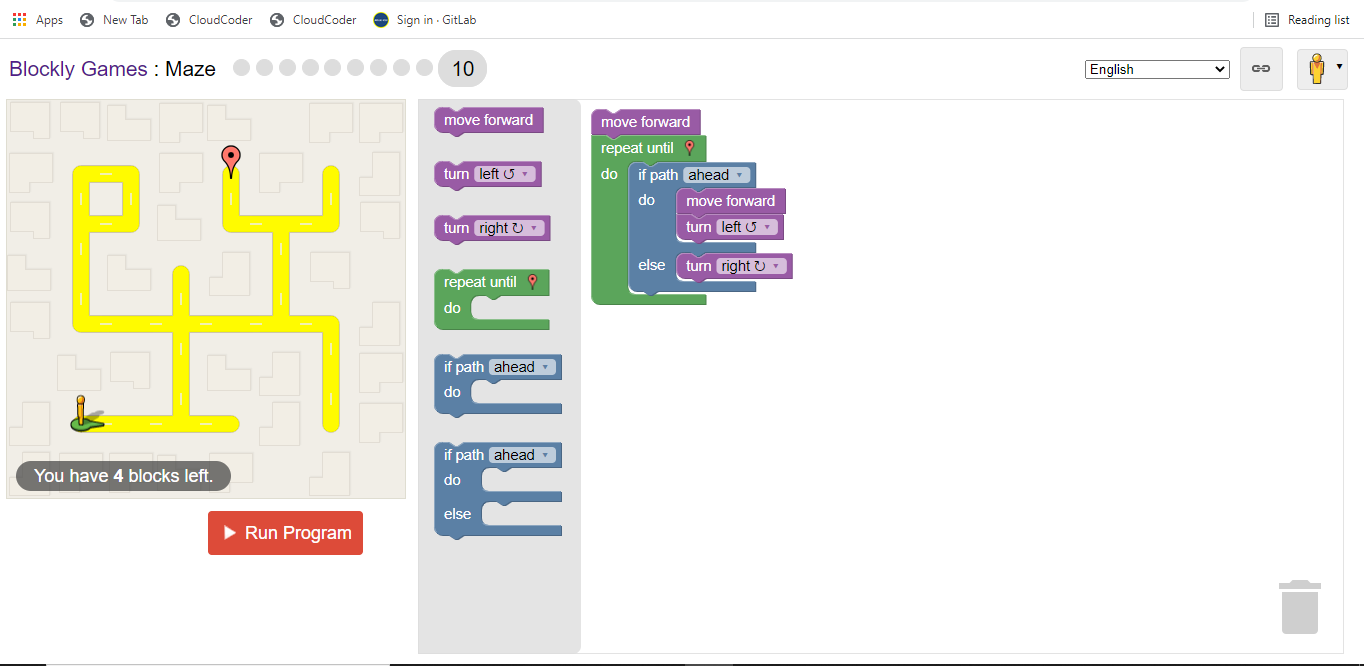 Apps New Tab CloudCoder CloudCoder Sign in · GitLab Reading list
Blockly Games : Maze 10 English
move forward
turn left ↺
turn right ↻
repeat until
do
if path ahead
do
if path ahead
do
else
move forward
repeat until
do if path ahead
do move forward
turn left ↺
else turn right ↻
You have 4 blocks left.
Run Program